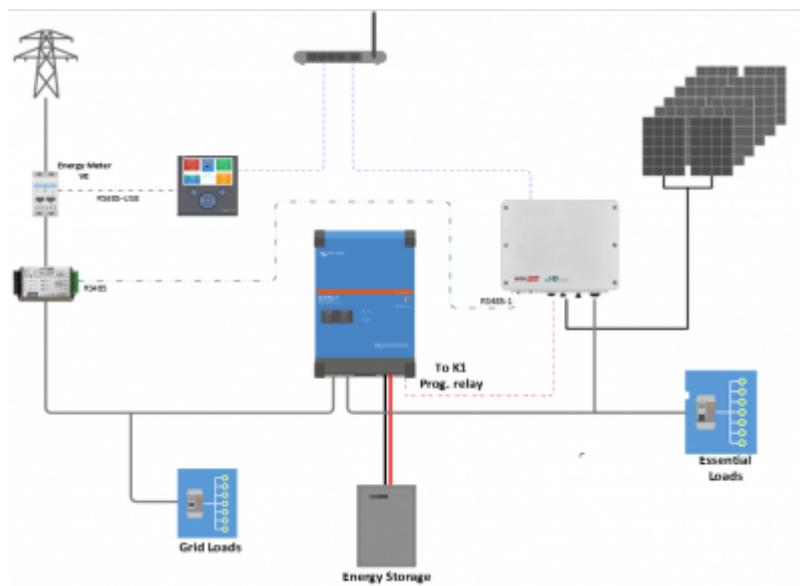 Energy Meter
VE
RS485-USB
RS485
RS485-1
To K1
Prog. relay
Essential
Loads
Grid Loads
Energy Storage